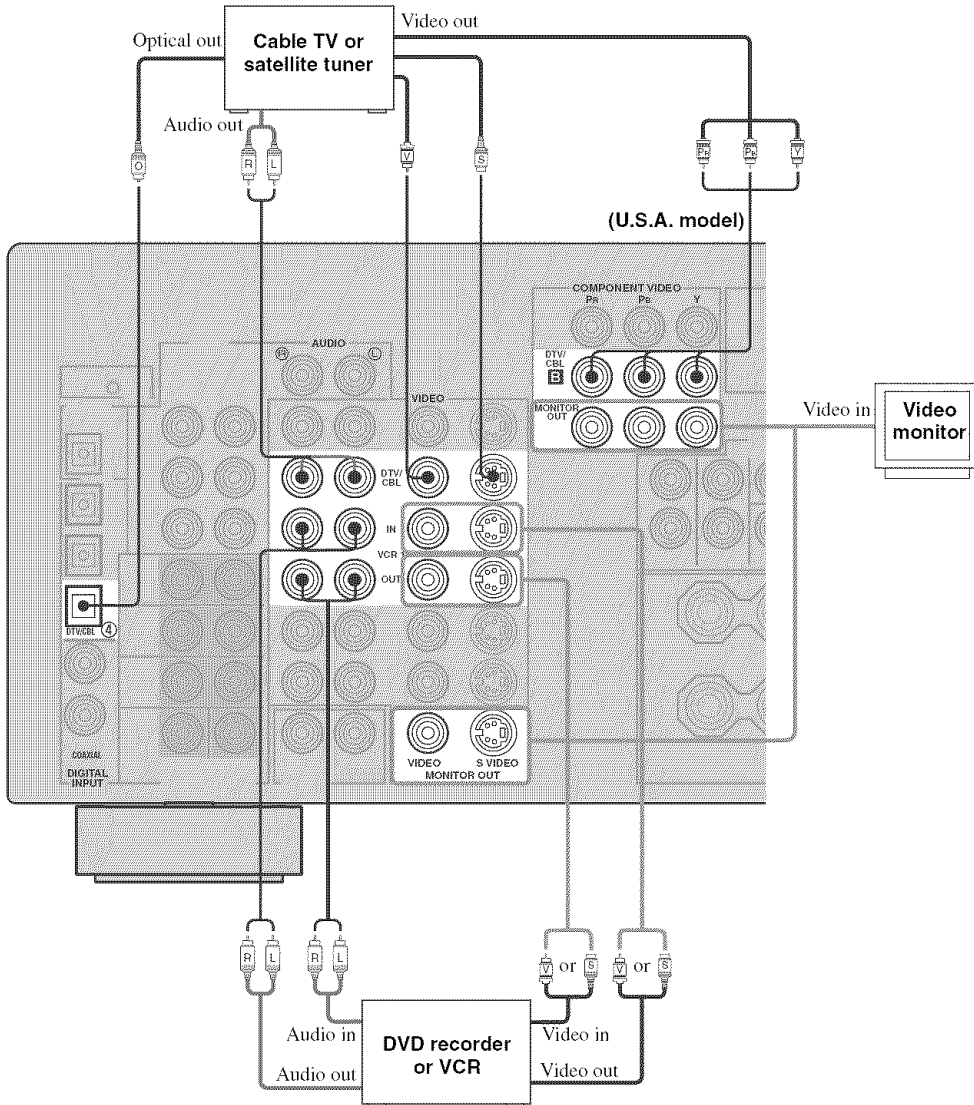 Video out
Optical out
Cable TV or
satellite tuner
Audio out
O
R
L
V
S
PR
PB
Y
(U.S.A. model)
COMPONENT VIDEO
PR
PB
Y
AUDIO
R
L
DTV/
CBL
B
VIDEO
MONITOR
OUT
Video in
Video
monitor
DTV/
CBL
IN
VCR
OUT
DTV/CBL
4
COAXIAL
DIGITAL
INPUT
VIDEO
S VIDEO
MONITOR OUT
R
L
R
L
V
or
S
V
or
S
Audio in
DVD recorder
or VCR
Video in
Audio out
Video out